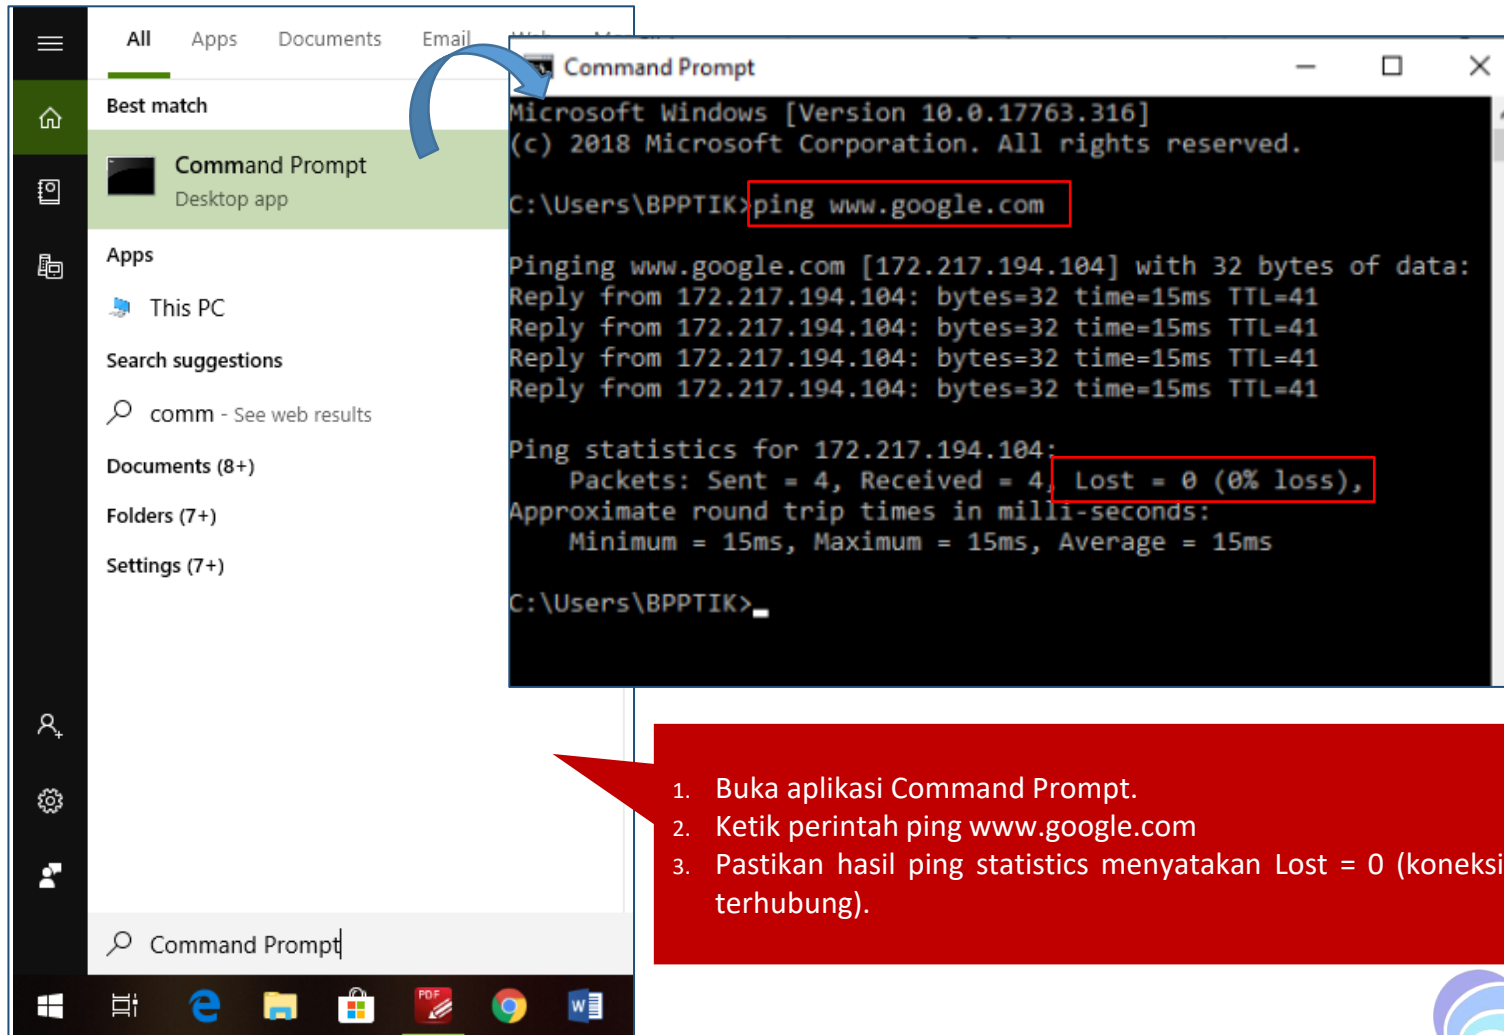 All Apps Documents Email
Best match
Command Prompt
Desktop app
Apps
This PC
Search suggestions
comm - See web results
Documents (8+)
Folders (7+)
Settings (7+)
Command Prompt
Command Prompt
Microsoft Windows [Version 10.0.17763.316]
(c) 2018 Microsoft Corporation. All rights reserved.
C:\Users\BPPTIK>ping www.google.com
Pinging www.google.com [172.217.194.104] with 32 bytes of data:
Reply from 172.217.194.104: bytes=32 time=15ms TTL=41
Reply from 172.217.194.104: bytes=32 time=15ms TTL=41
Reply from 172.217.194.104: bytes=32 time=15ms TTL=41
Reply from 172.217.194.104: bytes=32 time=15ms TTL=41
Ping statistics for 172.217.194.104:
Packets: Sent = 4, Received = 4, Lost = 0 (0% loss),
Approximate round trip times in milli-seconds:
Minimum = 15ms, Maximum = 15ms, Average = 15ms
C:\Users\BPPTIK>
1. Buka aplikasi Command Prompt.
2. Ketik perintah ping www.google.com
3. Pastikan hasil ping statistics menyatakan Lost = 0 (koneksi
terhubung).
PDF
W